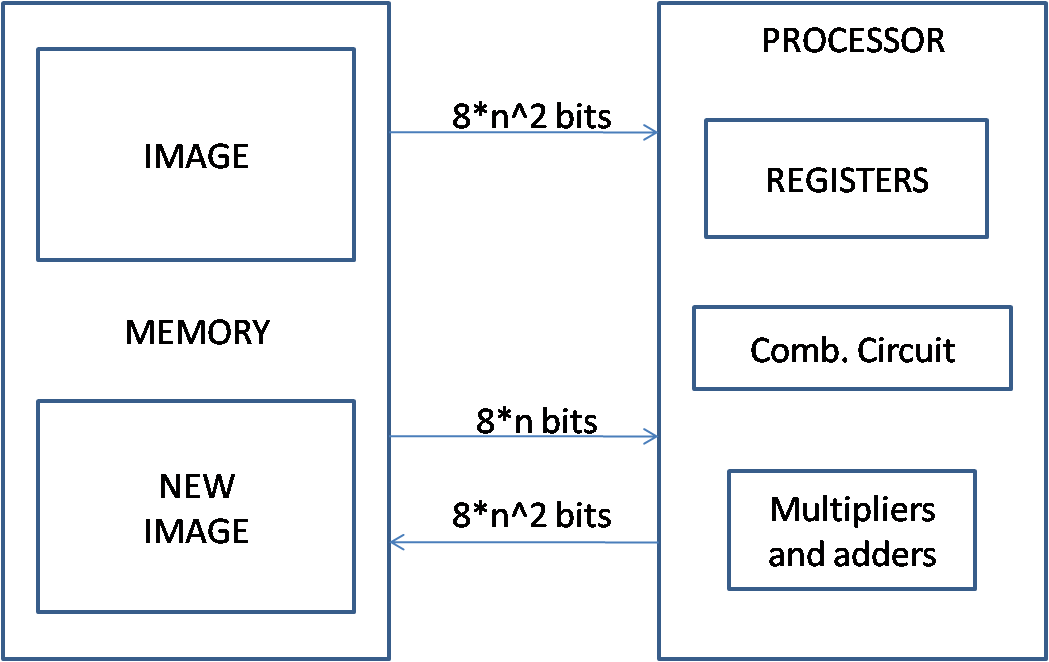 PROCESSOR
8*n^2 bits
IMAGE
REGISTERS
MEMORY
Comb. Circuit
8*n bits
NEW
IMAGE
8*n^2 bits
Multipliers
and adders